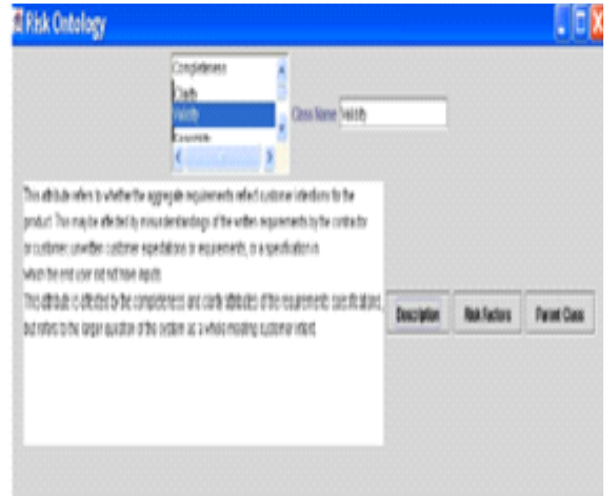 Risk Ontology
Completeness
Clarity
Validity
Class Name Validity
This attribute refers to whether the aggregate requirements reflect customer intentions for the
product. This may be affected by misunderstandings of the written requirements by the contractor
or customer, unwritten customer expectations or requirements, or a specification in
which the end user did not have inputs
This attribute is affected by the completeness and clarity attributes of the requirements specifications,
but refers to the larger question of the system as a whole meeting customer intent.
Description
Risk Factors
Parent Class